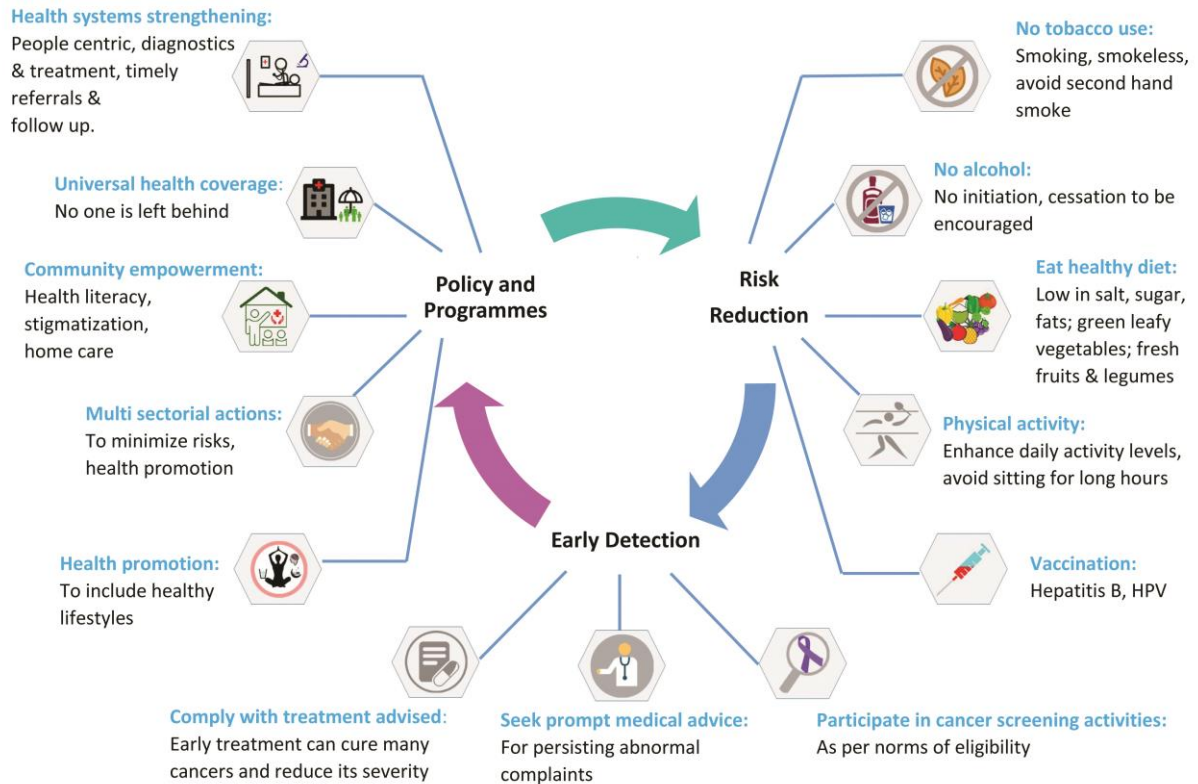 Health systems strengthening:
People centric, diagnostics
& treatment, timely
referrals &
follow up.
Universal health coverage:
No one is left behind
Community empowerment:
Health literacy,
stigmatization,
home care
Multi sectorial actions:
To minimize risks,
health promotion
Health promotion:
To include healthy
lifestyles
Policy and
Programmes
Risk
Reduction
Early Detection
No tobacco use:
Smoking, smokeless,
avoid second hand
smoke
No alcohol:
No initiation, cessation to be
encouraged
Eat healthy diet:
Low in salt, sugar,
fats; green leafy
vegetables; fresh
fruits & legumes
Physical activity:
Enhance daily activity levels,
avoid sitting for long hours
Vaccination:
Hepatitis B, HPV
Comply with treatment advised:
Early treatment can cure many
cancers and reduce its severity
Seek prompt medical advice:
For persisting abnormal
complaints
Participate in cancer screening activities:
As per norms of eligibility